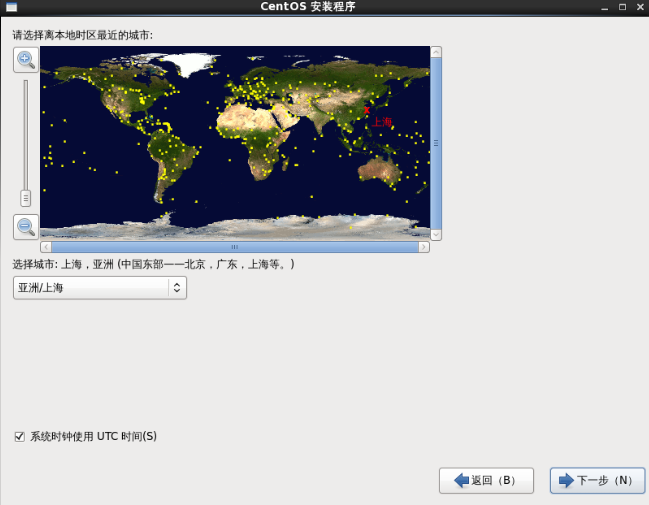 CentOS 安装程序
请选择离本地时区最近的城市:
上海
选择城市: 上海，亚洲 (中国东部——北京，广东，上海等。)
亚洲/上海
系统时钟使用 UTC 时间(S)
返回（B）
下一步（N）